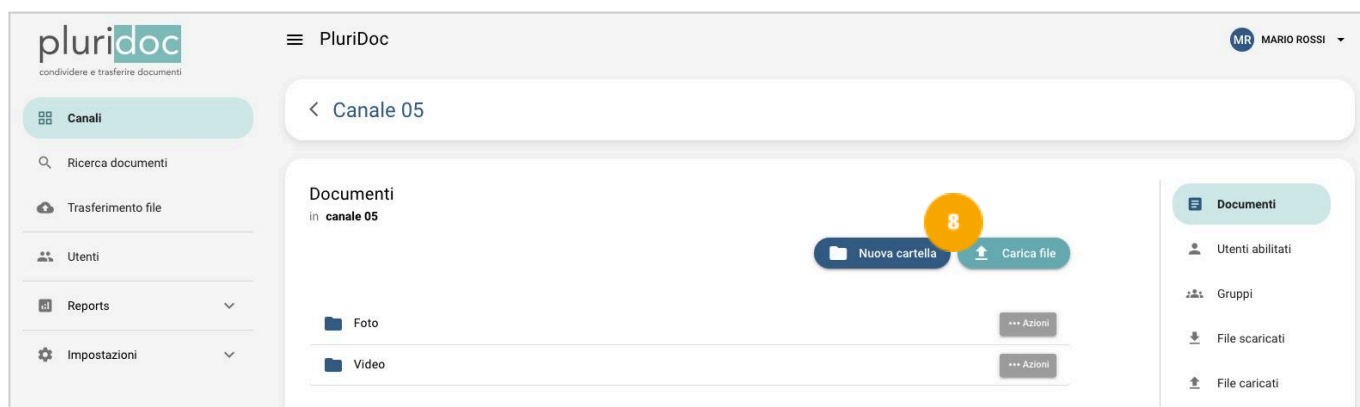 pluridoc
condividere e trasferire documenti
Canali
Ricerca documenti
Trasferimento file
Utenti
Reports
Impostazioni
PluriDoc
MR MARIO ROSSI
Canale 05
Documenti
in canale 05
8
Nuova cartella
Carica file
Foto
••• Azioni
Video
••• Azioni
Documenti
Utenti abilitati
Gruppi
File scaricati
File caricati